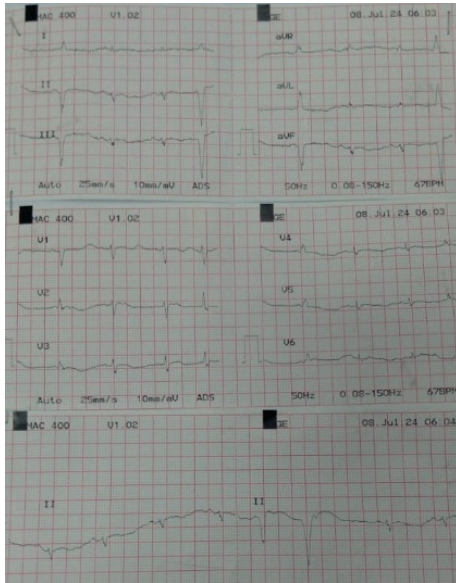 MAC 400 V1.02 GE 08.Jul.24 06:03
I aVR
II aVL
III aVF
Auto 25mm/s 10mm/mV ADS 50Hz 0.08-150Hz 67BPM
MAC 400 V1.02 GE 08.Jul.24 06:03
V1 V4
V2 V5
V3 V6
Auto 25mm/s 10mm/mV ADS 50Hz 0.08-150Hz 67BPM
MAC 400 V1.02 GE 08.Jul.24 06:04
II II